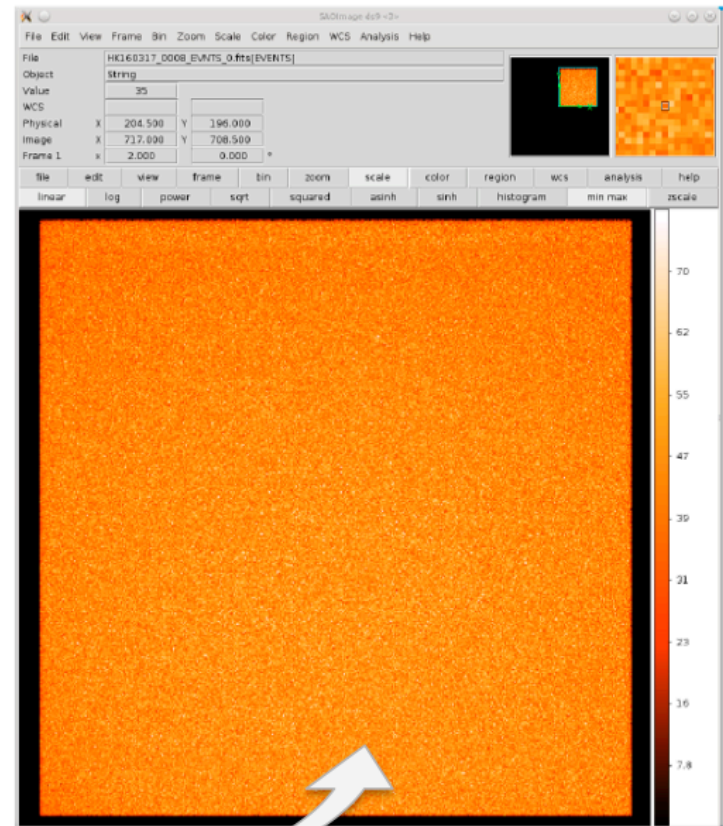 SAOImage ds9 <3>
File Edit View Frame Bin Zoom Scale Color Region WCS Analysis Help
File HK160317_0008_EVNTS_0.fits[EVENTS]
Object String
Value 35
WCS
Physical X 204.500 Y 196.000
Image X 717.000 Y 708.500
Frame 1 x 2.000 0.000 °
file edit view frame bin zoom scale color region wcs analysis help
linear log power sqrt squared asinh sinh histogram min max zscale
70
62
55
47
39
31
23
16
7.8